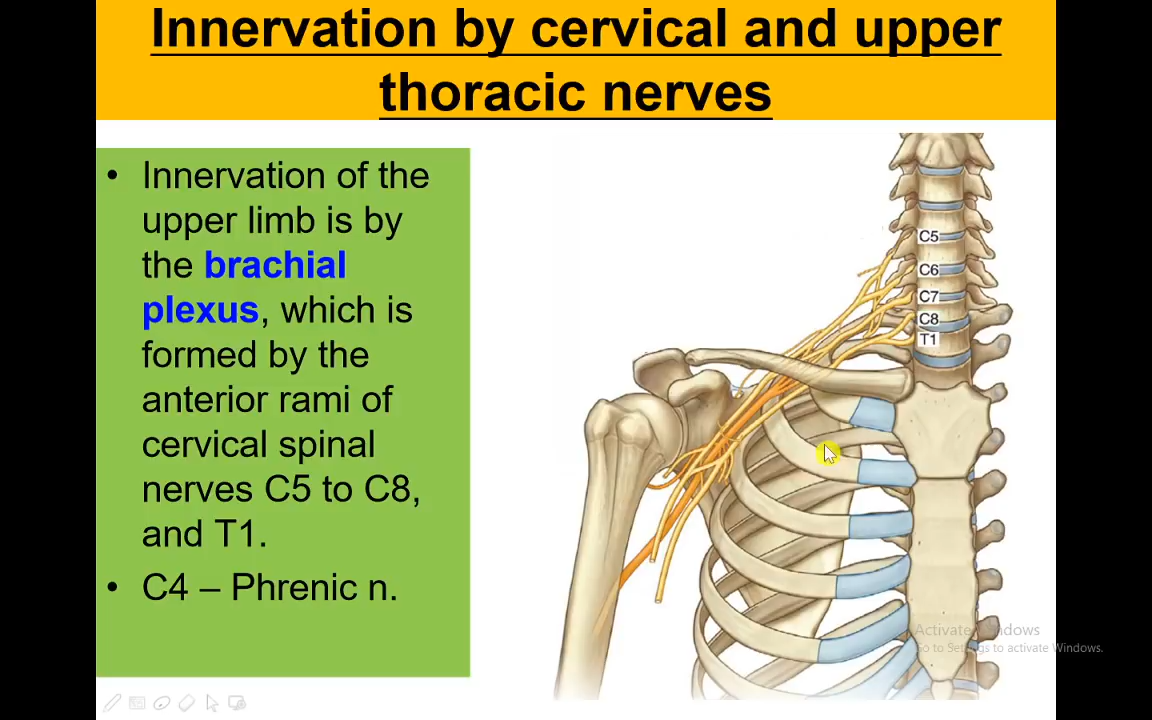 Innervation by cervical and upper
thoracic nerves
• Innervation of the
upper limb is by
the brachial
plexus, which is
formed by the
anterior rami of
cervical spinal
nerves C5 to C8,
and T1.
• C4 – Phrenic n.
C5
C6
C7
C8
T1
Activate Windows
Go to Settings to activate Windows.